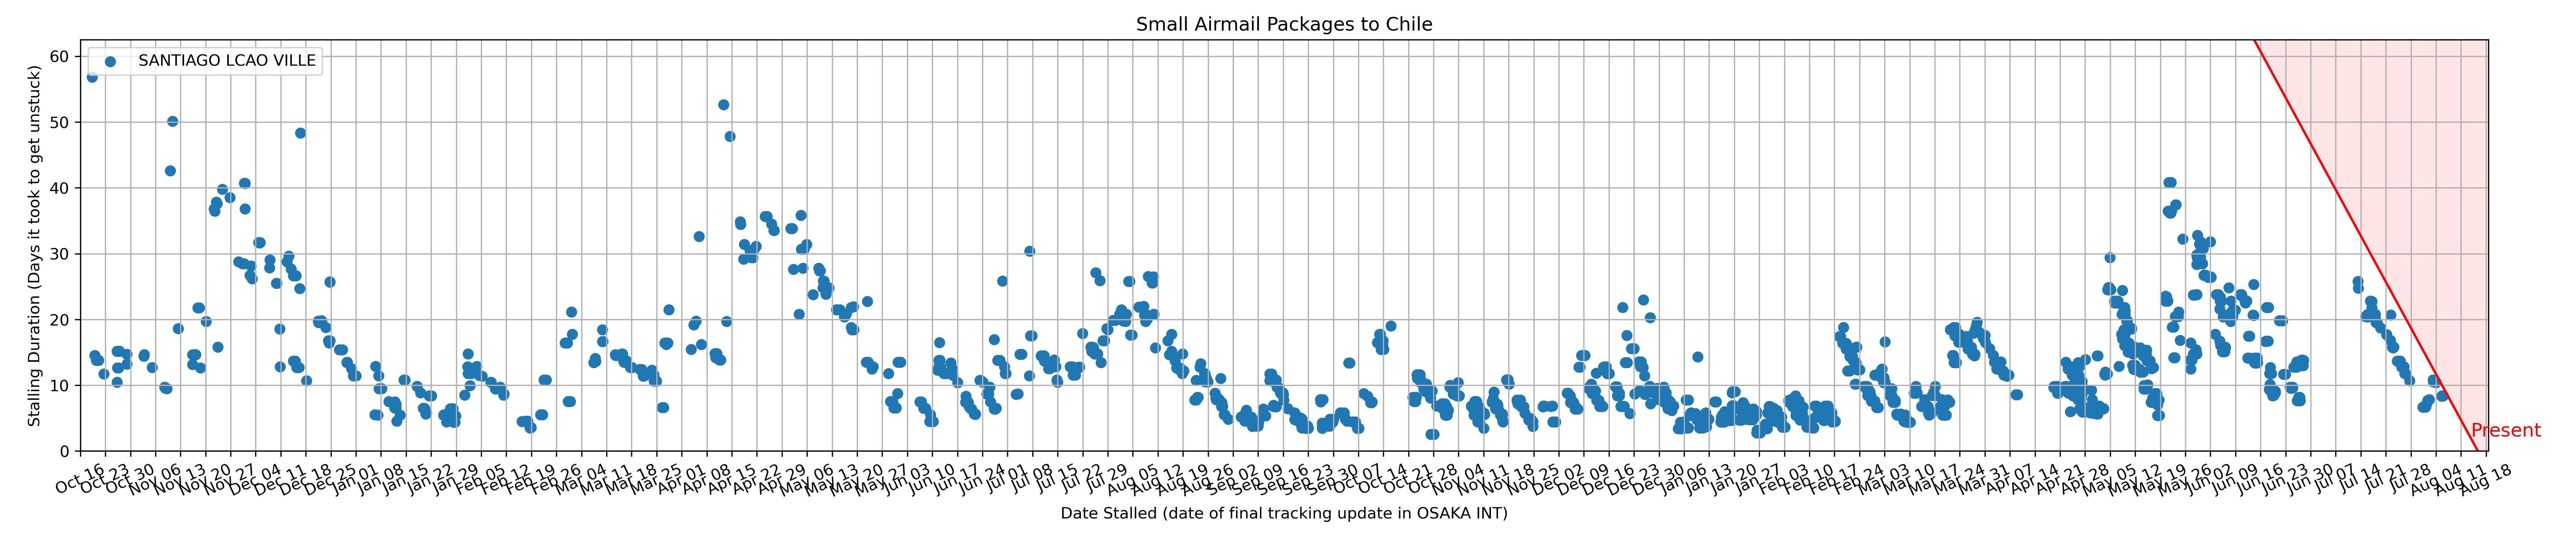 Small Airmail Packages to Chile
SANTIAGO LCAO VILLE
Stalling Duration (Days it took to get unstuck)
60
50
40
30
20
10
0
Present
Oct 16
Oct 23
Oct 30
Nov 06
Nov 13
Nov 20
Nov 27
Dec 04
Dec 11
Dec 18
Dec 25
Jan 01
Jan 08
Jan 15
Jan 22
Jan 29
Feb 05
Feb 12
Feb 19
Feb 26
Mar 04
Mar 11
Mar 18
Mar 25
Apr 01
Apr 08
Apr 15
Apr 22
Apr 29
May 06
May 13
May 20
May 27
Jun 03
Jun 10
Jun 17
Jun 24
Jul 01
Jul 08
Jul 15
Jul 22
Jul 29
Aug 05
Aug 12
Aug 19
Aug 26
Sep 02
Sep 09
Sep 16
Sep 23
Sep 30
Oct 07
Oct 14
Oct 21
Oct 28
Nov 04
Nov 11
Nov 18
Nov 25
Dec 02
Dec 09
Dec 16
Dec 23
Dec 30
Jan 06
Jan 13
Jan 20
Jan 27
Feb 03
Feb 10
Feb 17
Feb 24
Mar 03
Mar 10
Mar 17
Mar 24
Mar 31
Apr 07
Apr 14
Apr 21
Apr 28
May 05
May 12
May 19
May 26
Jun 02
Jun 09
Jun 16
Jun 23
Jun 30
Jul 07
Jul 14
Jul 21
Jul 28
Aug 04
Aug 11
Aug 18
Date Stalled (date of final tracking update in OSAKA INT)